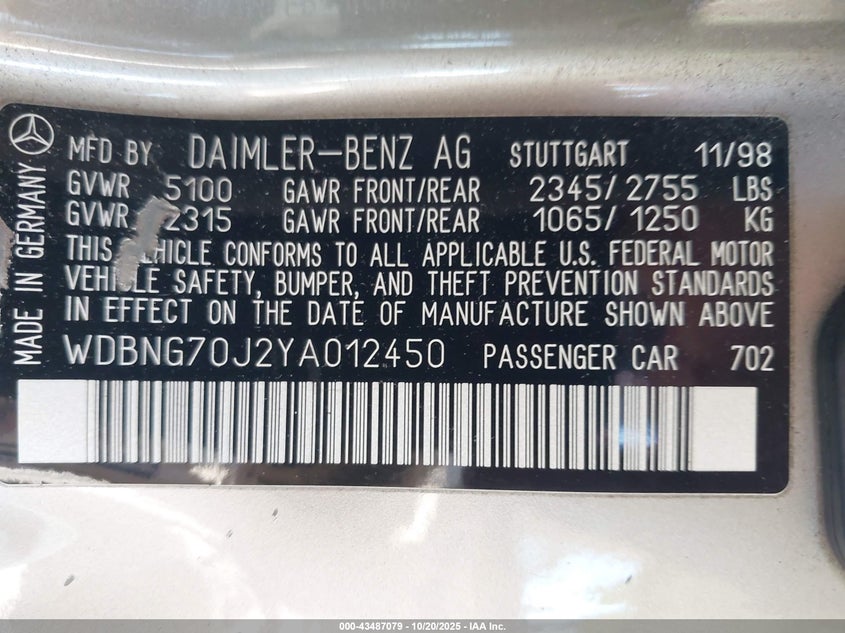 MADE IN GERMANY
MFD BY DAIMLER-BENZ AG STUTTGART 11/98
GVWR 5100 GAWR FRONT/REAR 2345/2755 LBS
GVWR 2315 GAWR FRONT/REAR 1065/1250 KG
THIS VEHICLE CONFORMS TO ALL APPLICABLE U.S. FEDERAL MOTOR
VEHICLE SAFETY, BUMPER, AND THEFT PREVENTION STANDARDS
IN EFFECT ON THE DATE OF MANUFACTURE SHOWN ABOVE
WDBNG70J2YA012450 PASSENGER CAR 702
000-43487079 - 10/20/2025 - IAA Inc.